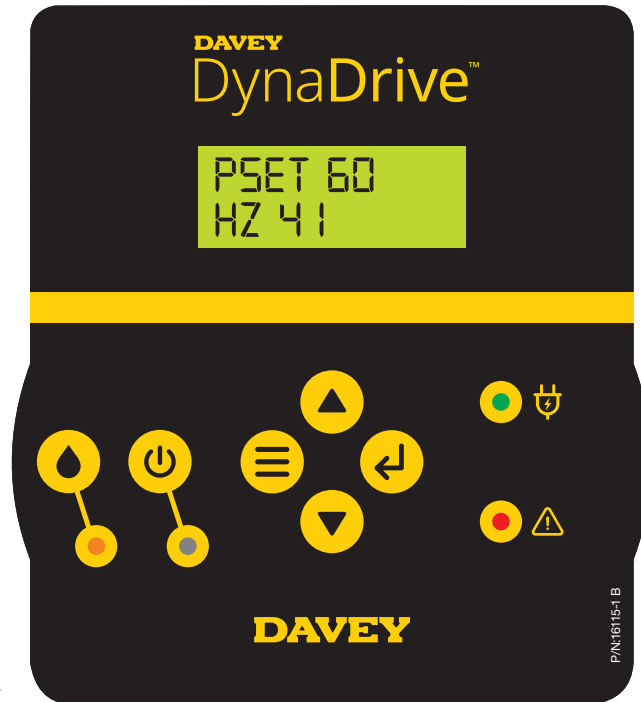 DAVEY
DynaDrive™
PSET 60
HZ 41
DAVEY
P/N:16115-1 B